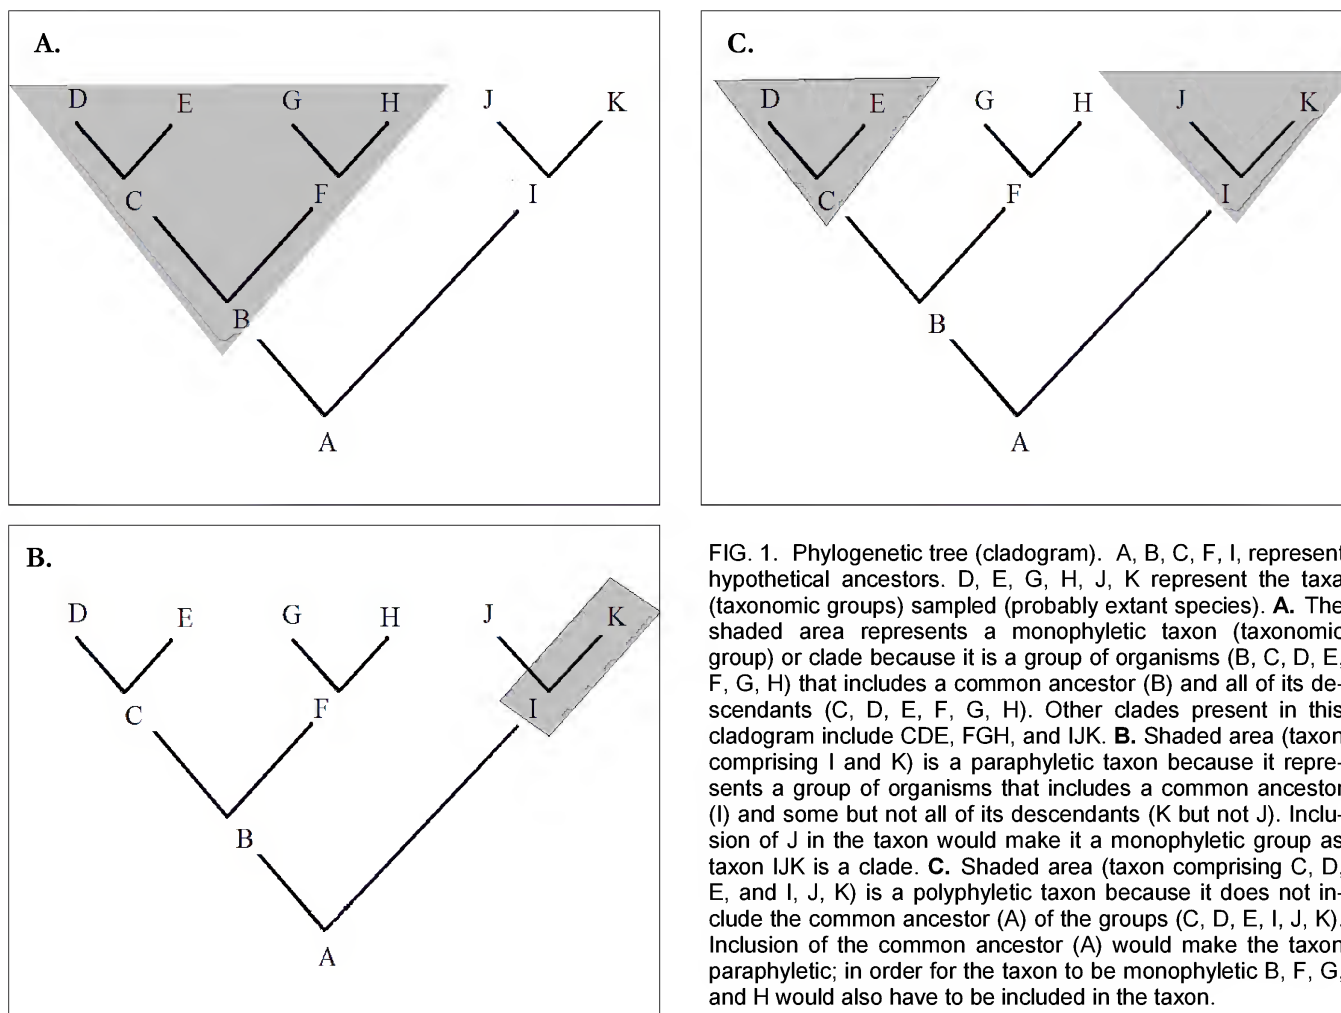 A.
D E G H J K
C F I
B
A
C.
D E G H J K
C F I
B
A
B.
D E G H J K
C F I
B
A
FIG. 1. Phylogenetic tree (cladogram). A, B, C, F, I, represent
hypothetical ancestors. D, E, G, H, J, K represent the taxa
(taxonomic groups) sampled (probably extant species). A. The
shaded area represents a monophyletic taxon (taxonomic
group) or clade because it is a group of organisms (B, C, D, E,
F, G, H) that includes a common ancestor (B) and all of its de-
scendants (C, D, E, F, G, H). Other clades present in this
cladogram include CDE, FGH, and IJK. B. Shaded area (taxon
comprising I and K) is a paraphyletic taxon because it repre-
sents a group of organisms that includes a common ancestor
(I) and some but not all of its descendants (K but not J). Inclu-
sion of J in the taxon would make it a monophyletic group as
taxon IJK is a clade. C. Shaded area (taxon comprising C, D,
E, and I, J, K) is a polyphyletic taxon because it does not in-
clude the common ancestor (A) of the groups (C, D, E, I, J, K).
Inclusion of the common ancestor (A) would make the taxon
paraphyletic; in order for the taxon to be monophyletic B, F, G,
and H would also have to be included in the taxon.